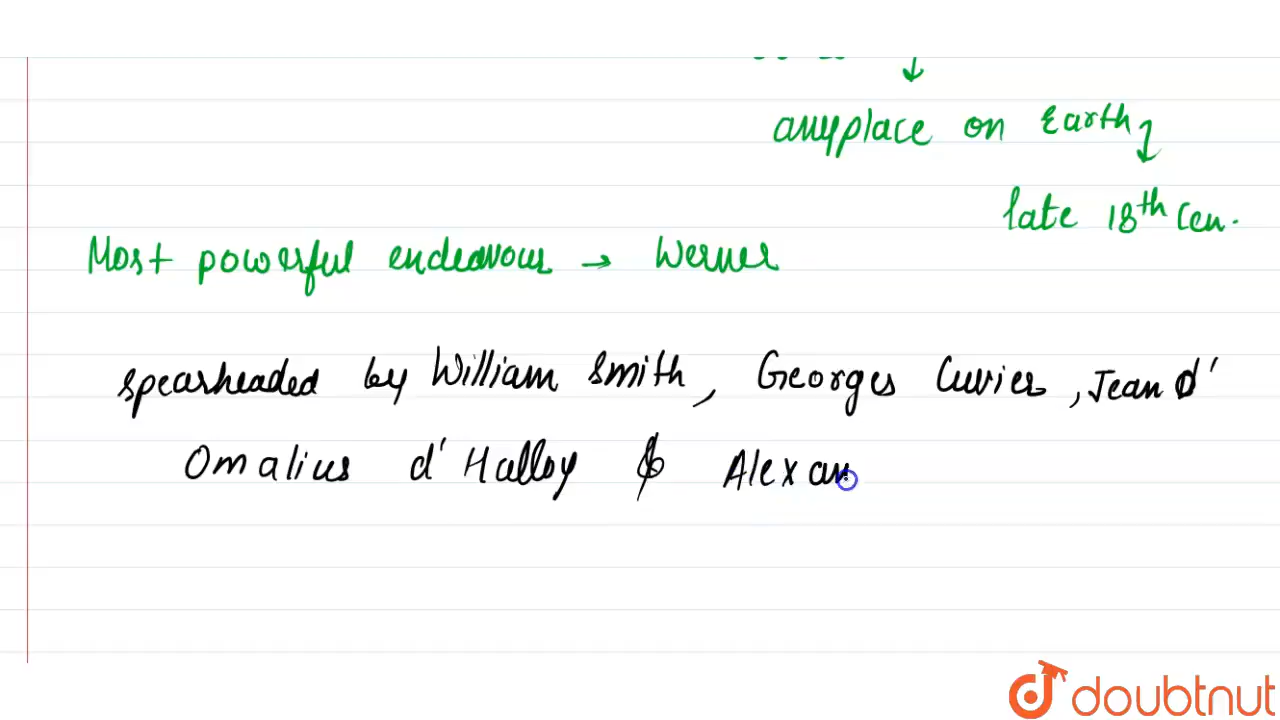 anyplace on Earth
late 18th Cen.
Most powerful endeavour → Werner
spearheaded by William Smith, Georges Cuvier, Jean d'
Omalius d'Halloy & Alexan
doubtnut